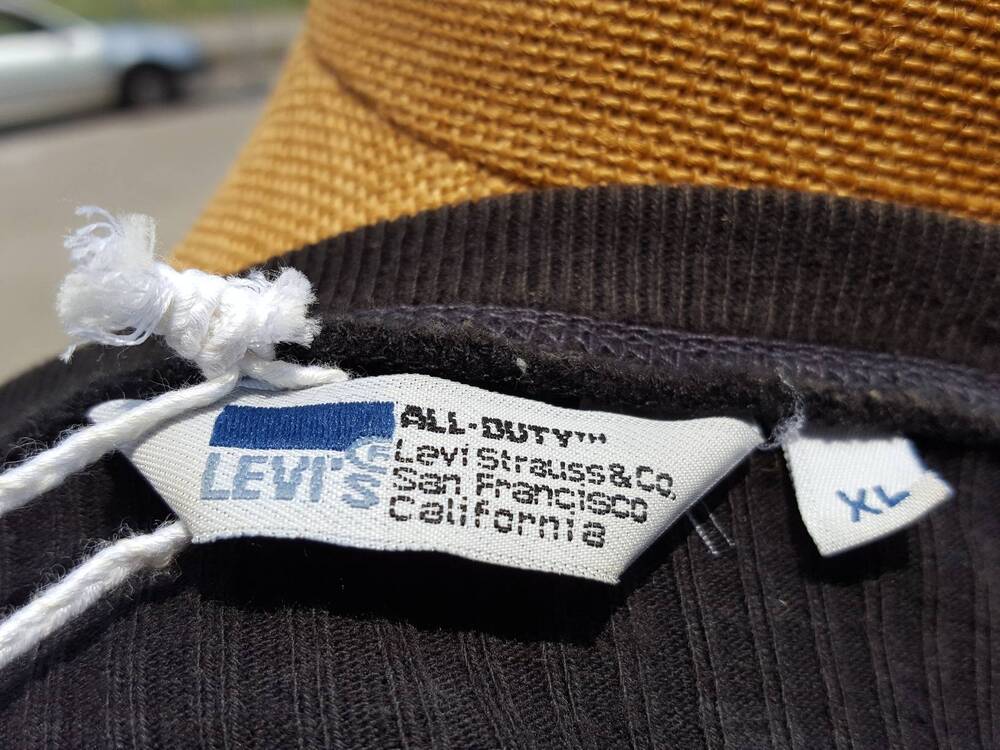 LEVI'S
ALL-DUTY™
Levi Strauss & Co.
San Francisco
California
XL